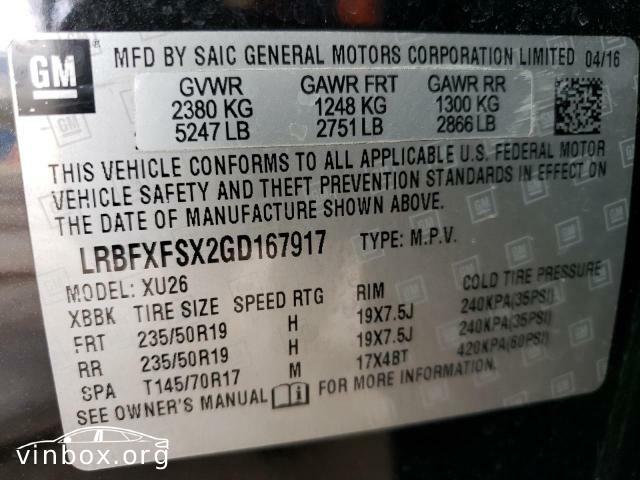 GM
MFD BY SAIC GENERAL MOTORS CORPORATION LIMITED 04/16
GVWR GAWR FRT GAWR RR
2380 KG 1248 KG 1300 KG
5247 LB 2751 LB 2866 LB
THIS VEHICLE CONFORMS TO ALL APPLICABLE U.S. FEDERAL MOTOR
VEHICLE SAFETY AND THEFT PREVENTION STANDARDS IN EFFECT ON
THE DATE OF MANUFACTURE SHOWN ABOVE.
LRBFXFSX2GD167917 TYPE: M.P.V.
MODEL: XU26
XBBK TIRE SIZE SPEED RTG RIM COLD TIRE PRESSURE
FRT 235/50R19 H 19X7.5J 240KPA(35PSI)
RR 235/50R19 H 19X7.5J 240KPA(35PSI)
SPA T145/70R17 M 17X4BT 420KPA(60PSI)
SEE OWNER'S MANUAL FOR MORE INFORMATION.
vinbox.org